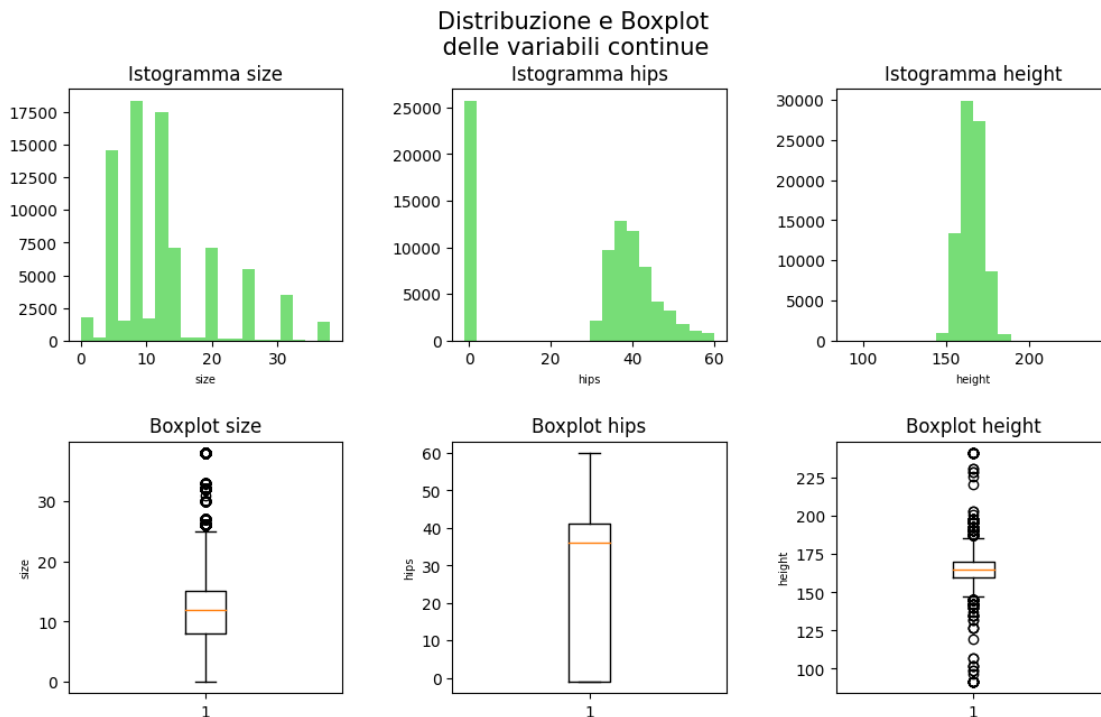 Distribuzione e Boxplot
delle variabili continue
Istogramma size
17500
15000
12500
10000
7500
5000
2500
0
0 10 20 30
size
Istogramma hips
25000
20000
15000
10000
5000
0
0 20 40 60
hips
Istogramma height
30000
25000
20000
15000
10000
5000
0
100 150 200
height
Boxplot size
size
30
20
10
0
1
Boxplot hips
hips
60
50
40
30
20
10
0
1
Boxplot height
height
225
200
175
150
125
100
1